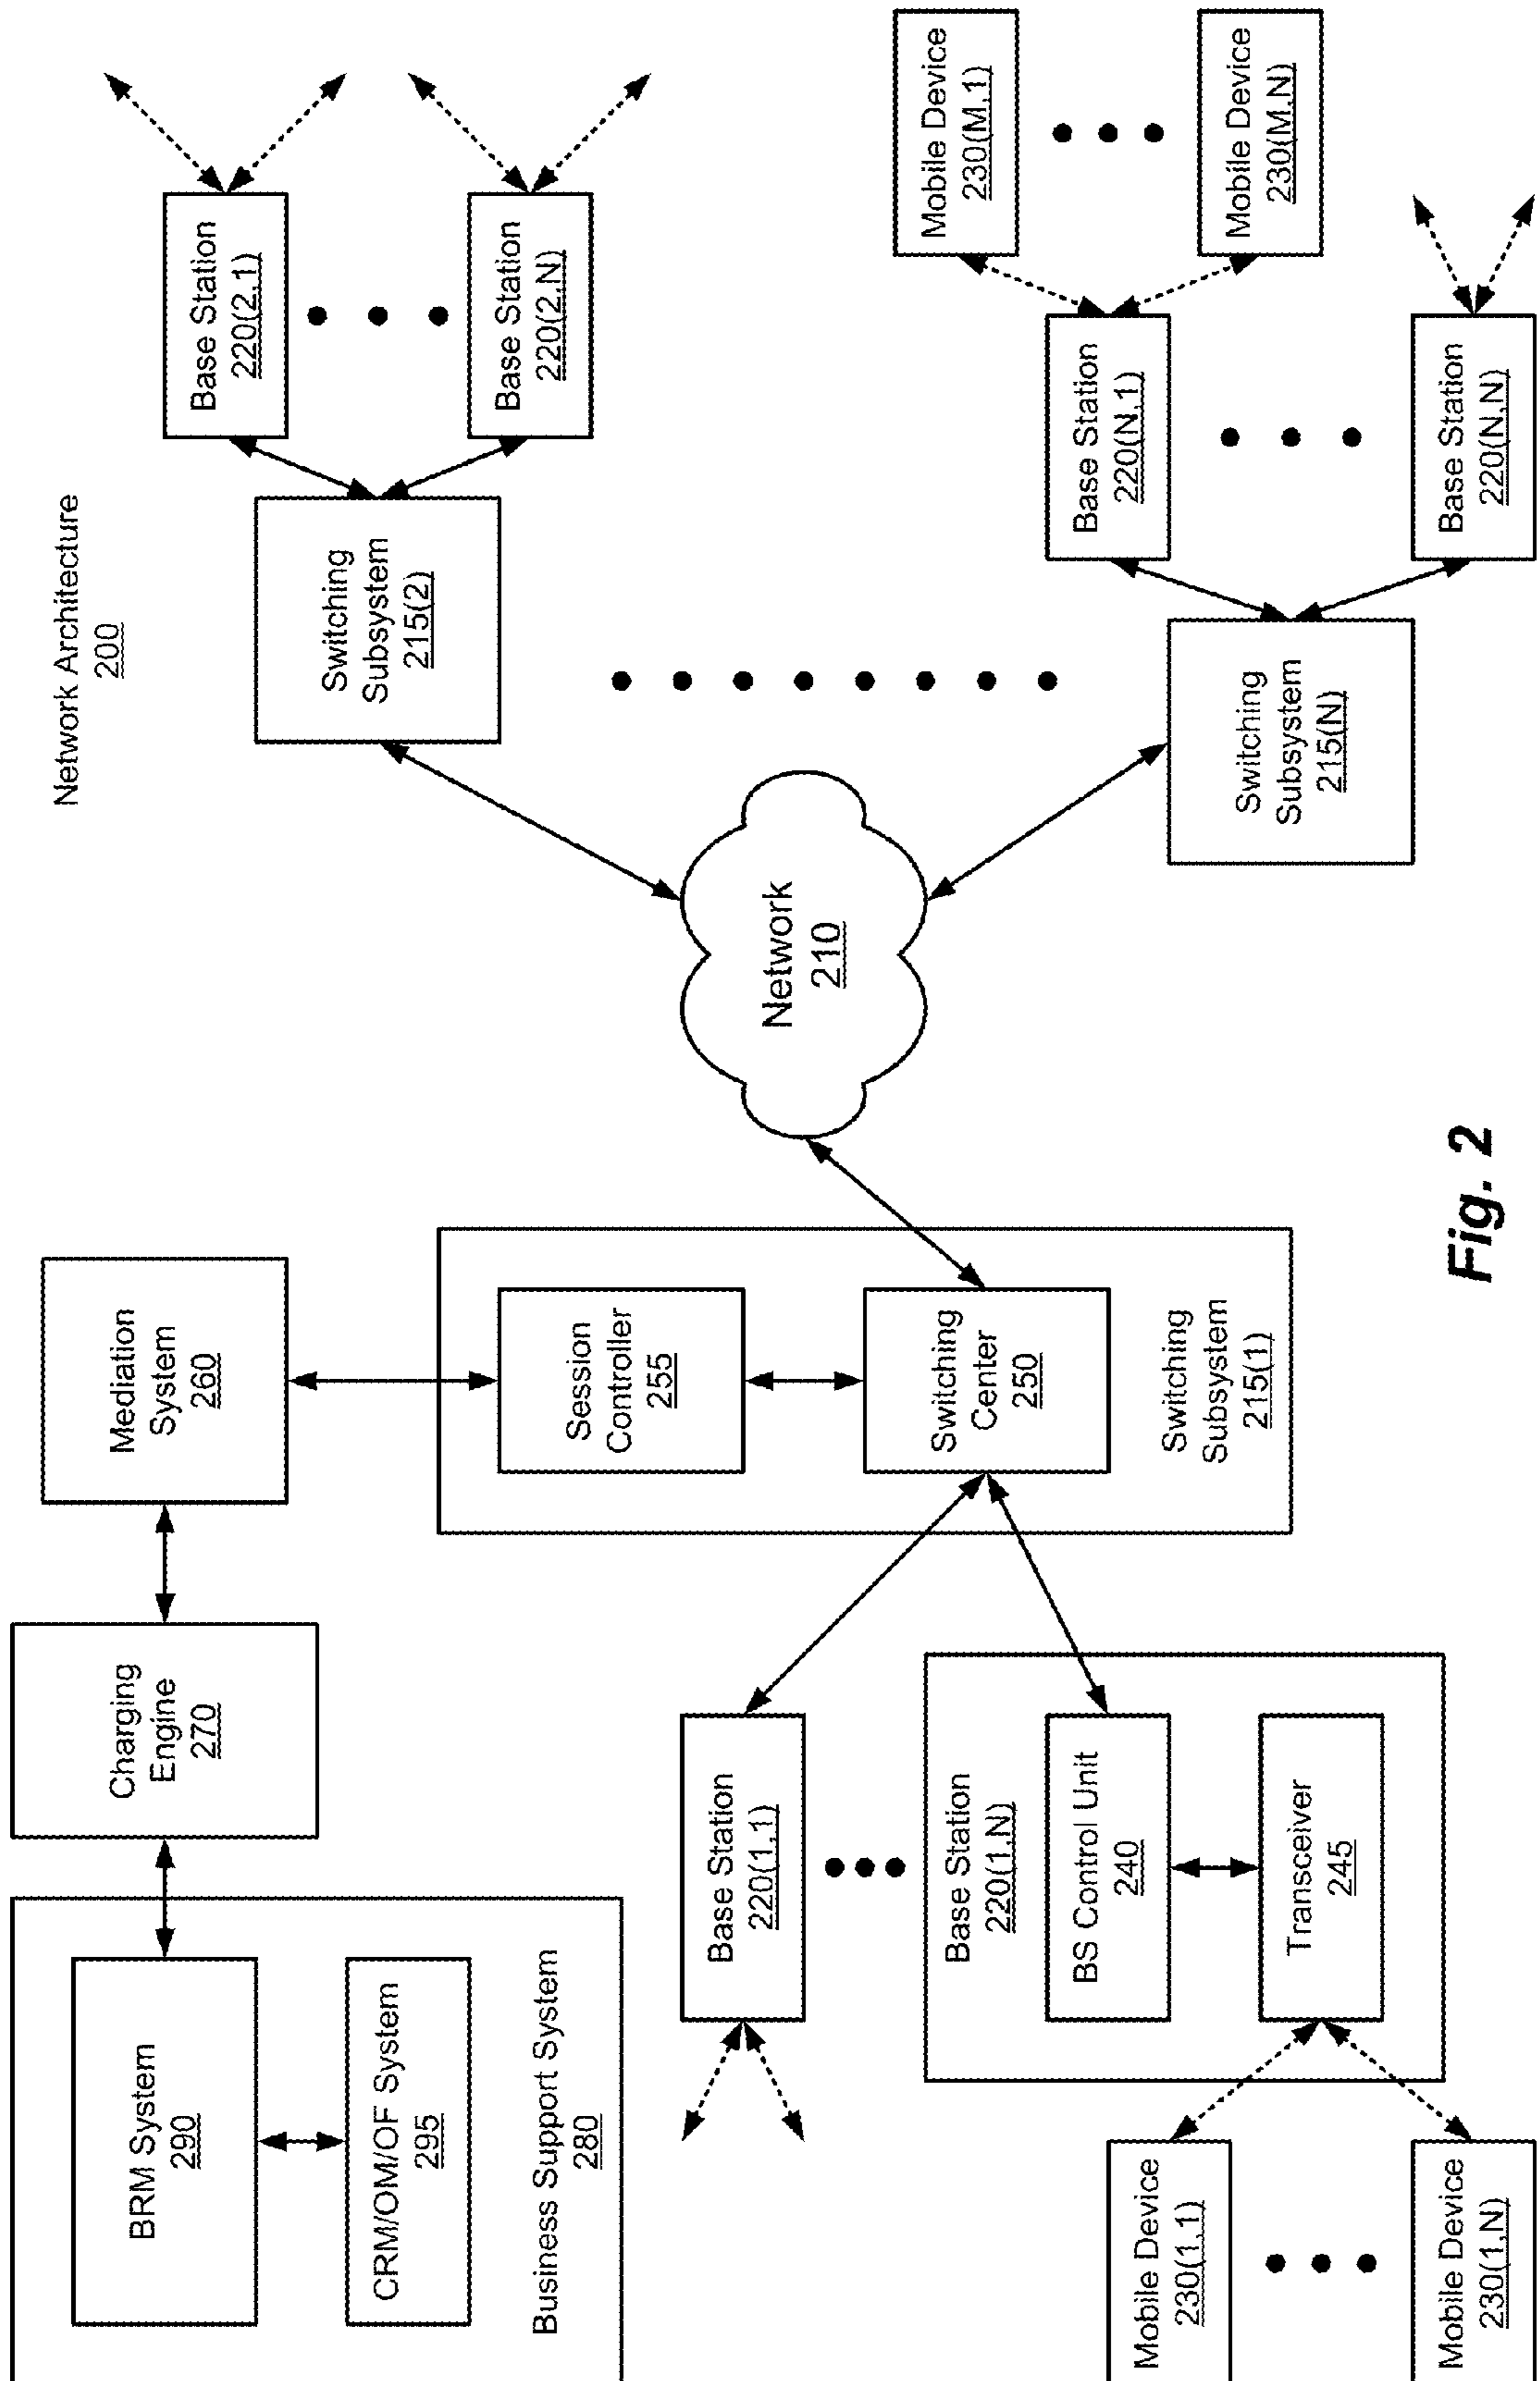 Network Architecture
200
BRM System
290
CRM/OM/OF System
295
Business Support System
280
Charging
Engine
270
Mediation
System
260
Session
Controller
255
Switching
Center
250
Switching
Subsystem
215(1)
Base Station
220(1,1)
Base Station
220(1,N)
BS Control Unit
240
Transceiver
245
Mobile Device
230(1,1)
Mobile Device
230(1,N)
Network
210
Switching
Subsystem
215(2)
Base Station
220(2,1)
Base Station
220(2,N)
Switching
Subsystem
215(N)
Base Station
220(N,1)
Base Station
220(N,N)
Mobile Device
230(M,1)
Mobile Device
230(M,N)
Fig. 2